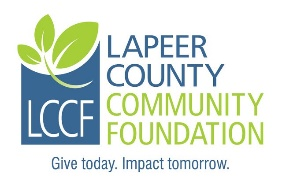 LCCF
LAPEER
COUNTY
COMMUNITY
FOUNDATION
Give today. Impact tomorrow.